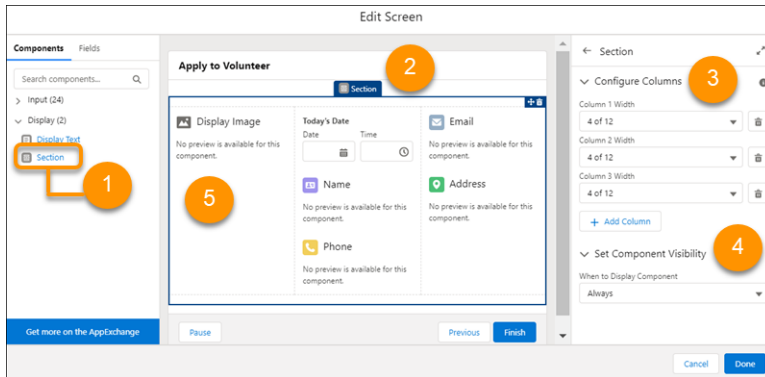 Edit Screen
Components Fields
Search components...
Input (24)
Display (2)
Display Text
Section
1
Get more on the AppExchange
Apply to Volunteer
2
Section
Display Image
No preview is available for this
component.
5
Today's Date
Date Time
Name
No preview is available for this
component.
Phone
No preview is available for this
component.
Email
No preview is available for this
component.
Address
No preview is available for this
component.
Pause
Previous
Finish
Section
Configure Columns
3
Column 1 Width
4 of 12
Column 2 Width
4 of 12
Column 3 Width
4 of 12
+ Add Column
Set Component Visibility
4
When to Display Component
Always
Cancel
Done